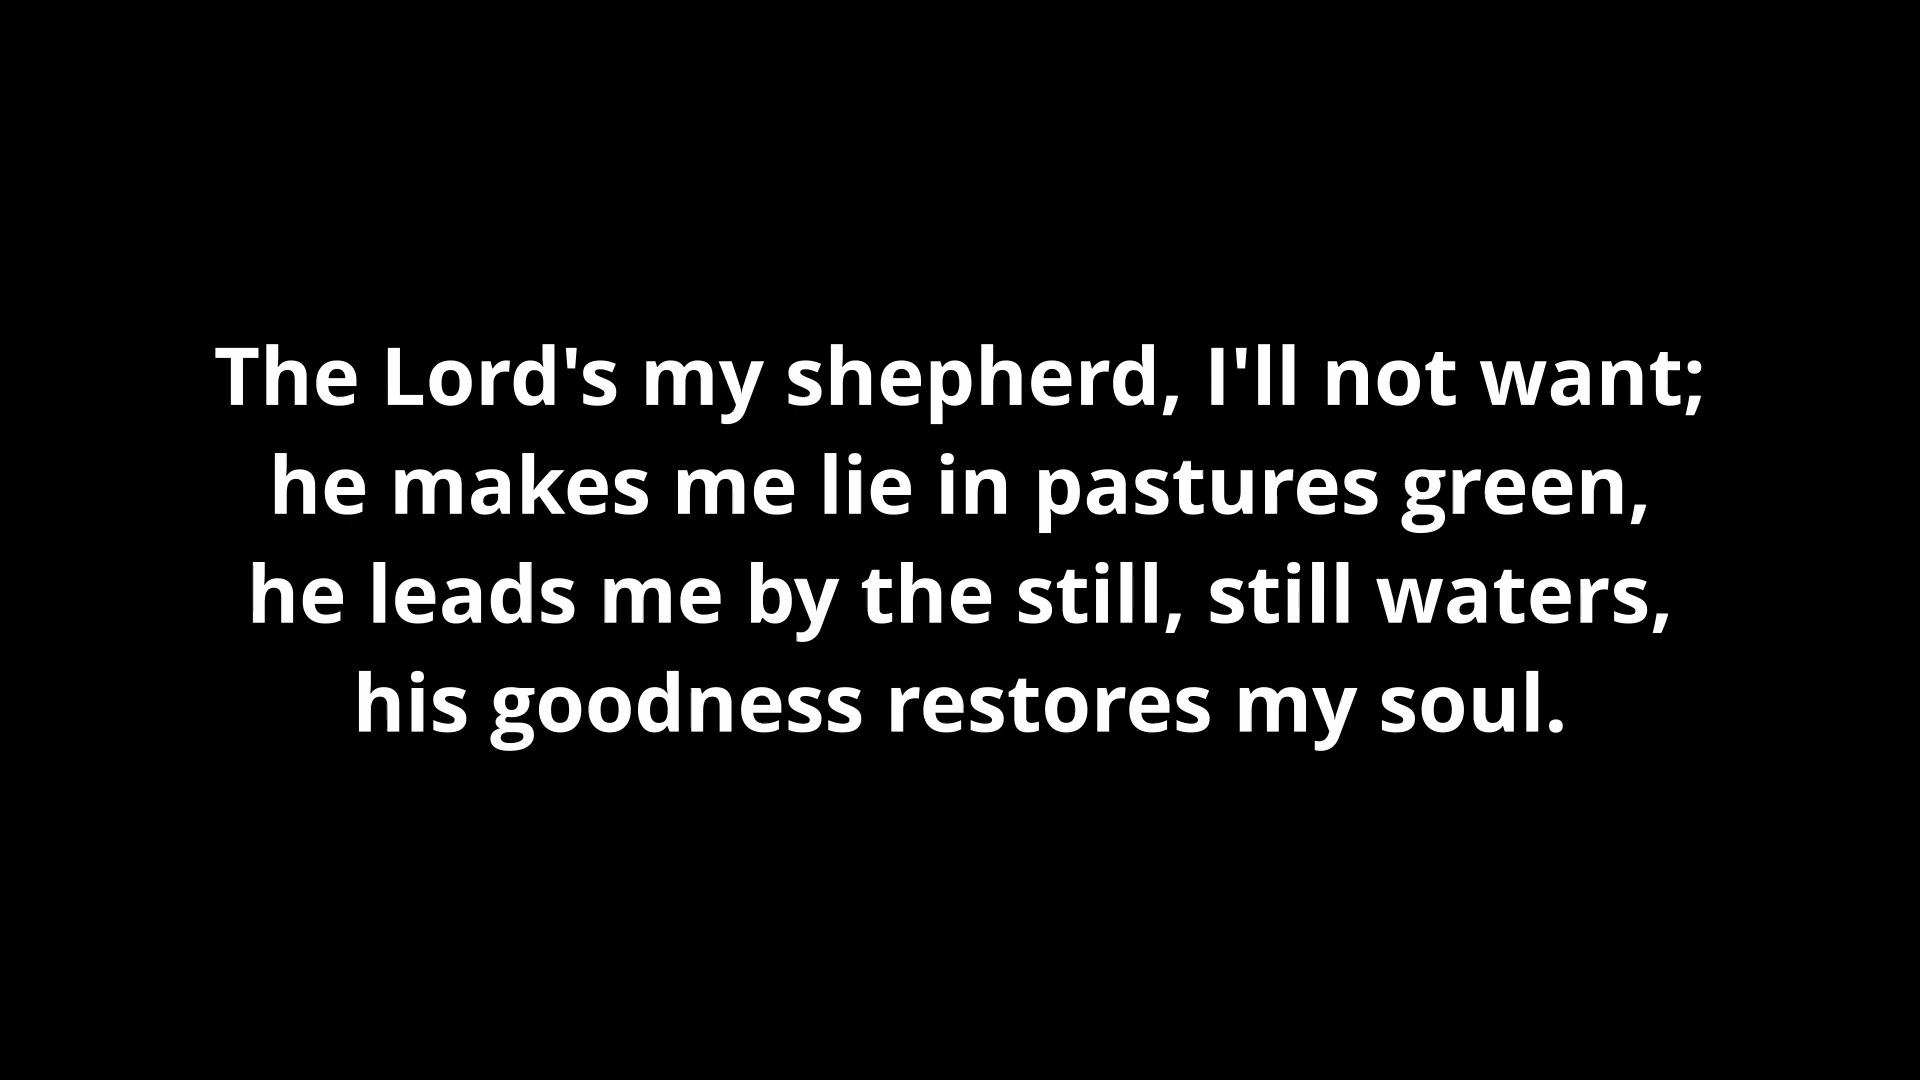 The Lord's my shepherd, I'll not want;
he makes me lie in pastures green,
he leads me by the still, still waters,
his goodness restores my soul.